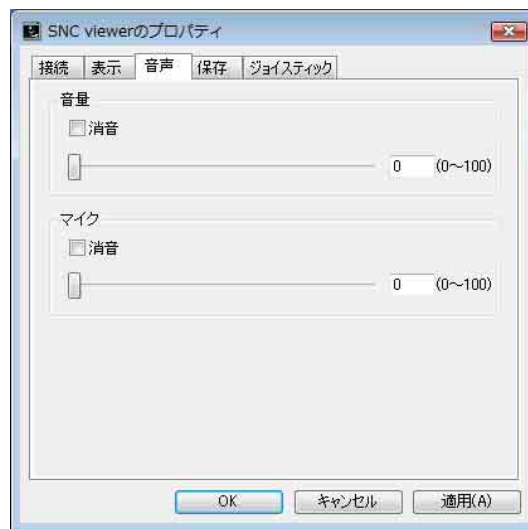 SNC viewerのプロパティ
接続 表示 音声 保存 ジョイスティック
音量
消音
0 (0~100)
マイク
消音
0 (0~100)
OK キャンセル 適用(A)